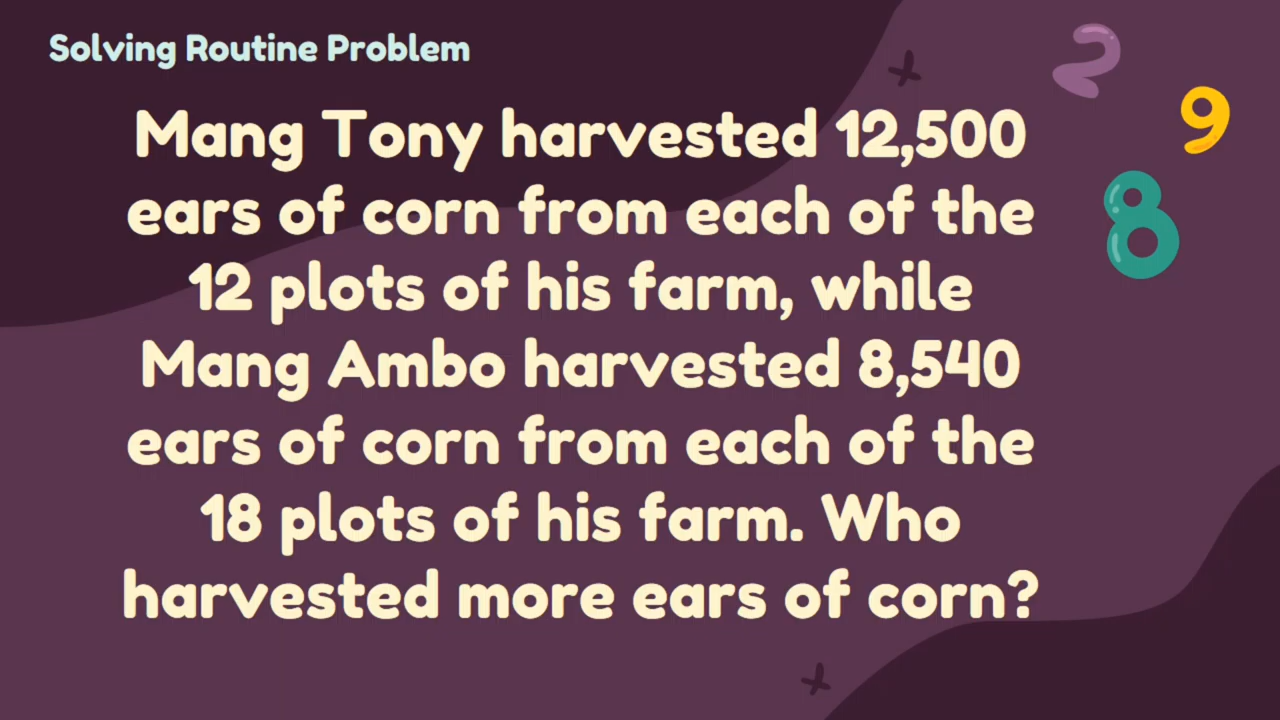 Solving Routine Problem
Mang Tony harvested 12,500
ears of corn from each of the
12 plots of his farm, while
Mang Ambo harvested 8,540
ears of corn from each of the
18 plots of his farm. Who
harvested more ears of corn?
2
9
8